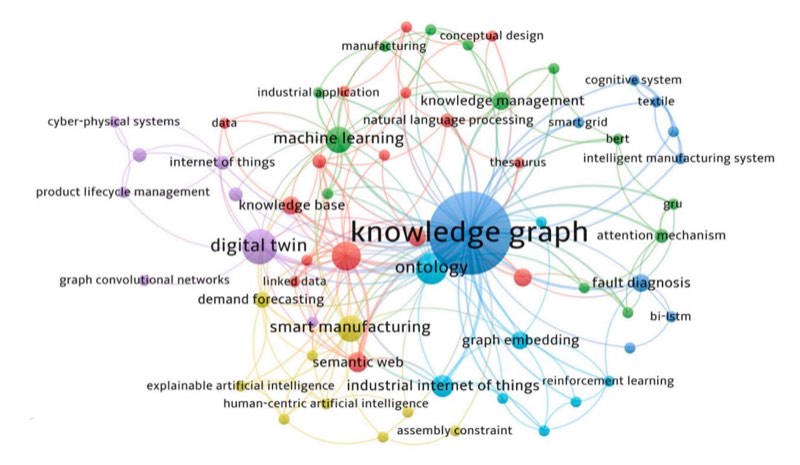 conceptual design
manufacturing
cognitive system
industrial application
knowledge management
textile
cyber-physical systems
data
natural language processing
smart grid
machine learning
bert
internet of things
thesaurus
intelligent manufacturing system
product lifecycle management
knowledge base
gru
knowledge graph
attention mechanism
digital twin
ontology
graph convolutional networks
linked data
fault diagnosis
demand forecasting
bi-lstm
smart manufacturing
graph embedding
semantic web
explainable artificial intelligence
industrial internet of things
reinforcement learning
human-centric artificial intelligence
assembly constraint